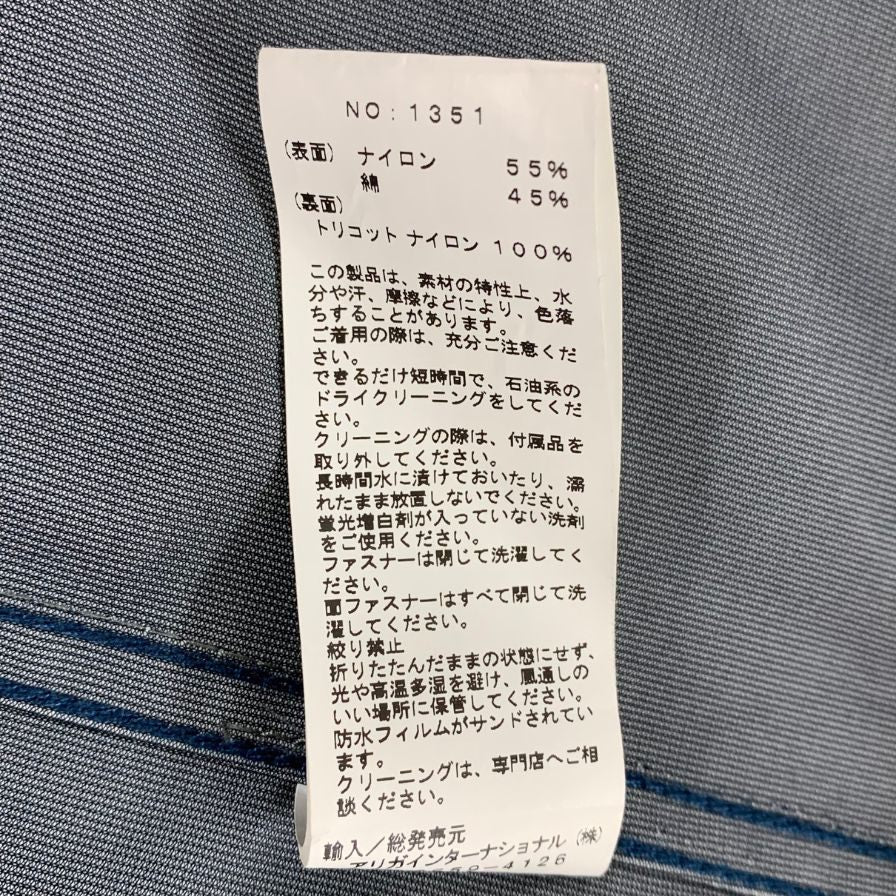 NO:1351
(表面) ナイロン 55%
綿 45%
(裏面)
トリコット ナイロン 100%
この製品は、素材の特性上、水
分や汗、摩擦などにより、色落
ちすることがあります。
ご着用の際は、充分ご注意くだ
さい。
できるだけ短時間で、石油系の
ドライクリーニングをしてくだ
さい。
クリーニングの際は、付属品を
取り外してください。
長時間水に漬けておいたり、濡
れたまま放置しないでください。
蛍光増白剤が入っていない洗剤
をご使用ください。
ファスナーは閉じて洗濯してく
ださい。
面ファスナーはすべて閉じて洗
濯してください。
絞り禁止
折りたたんだままの状態にせず、
光や高温多湿を避け、風通しの
いい場所に保管してください。
防水フィルムがサンドされてい
ます。
クリーニングは、専門店へご相
談ください。
輸入/総発売元
アリガインターナショナル(株)
-4126